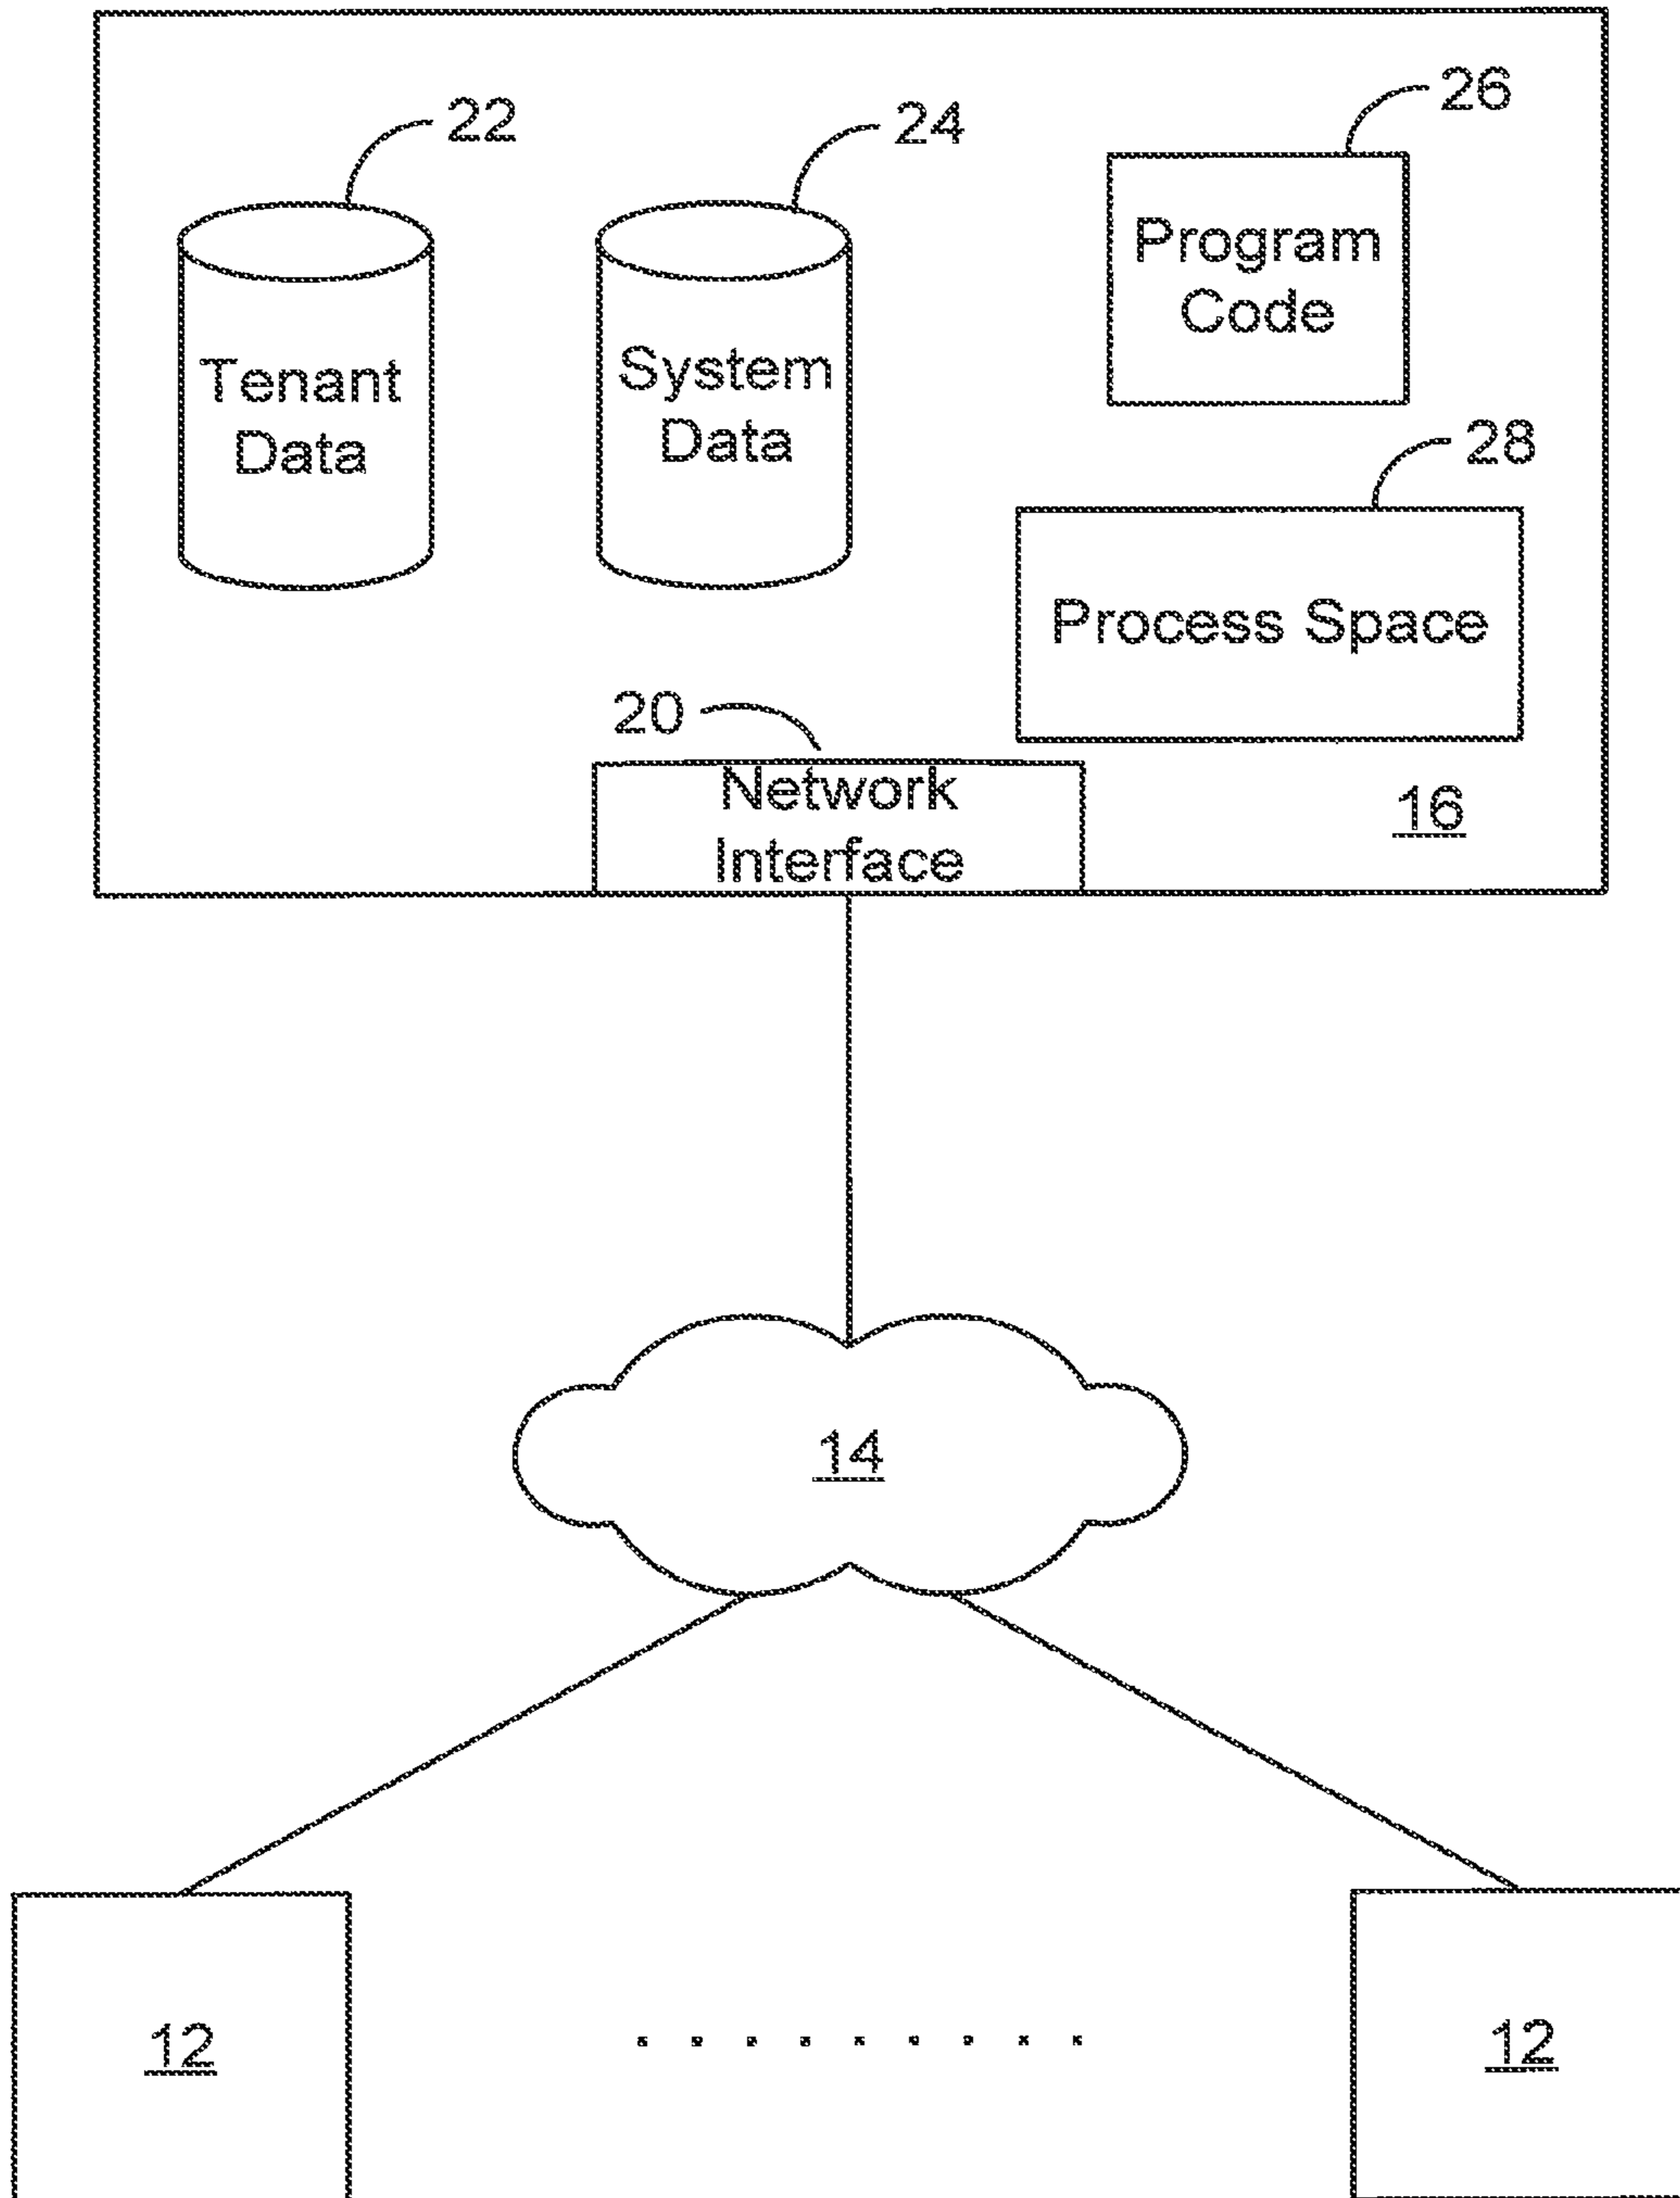 22
24
26
Program
Code
Tenant
Data
System
Data
28
Process Space
20
Network
Interface
16
14
12
12